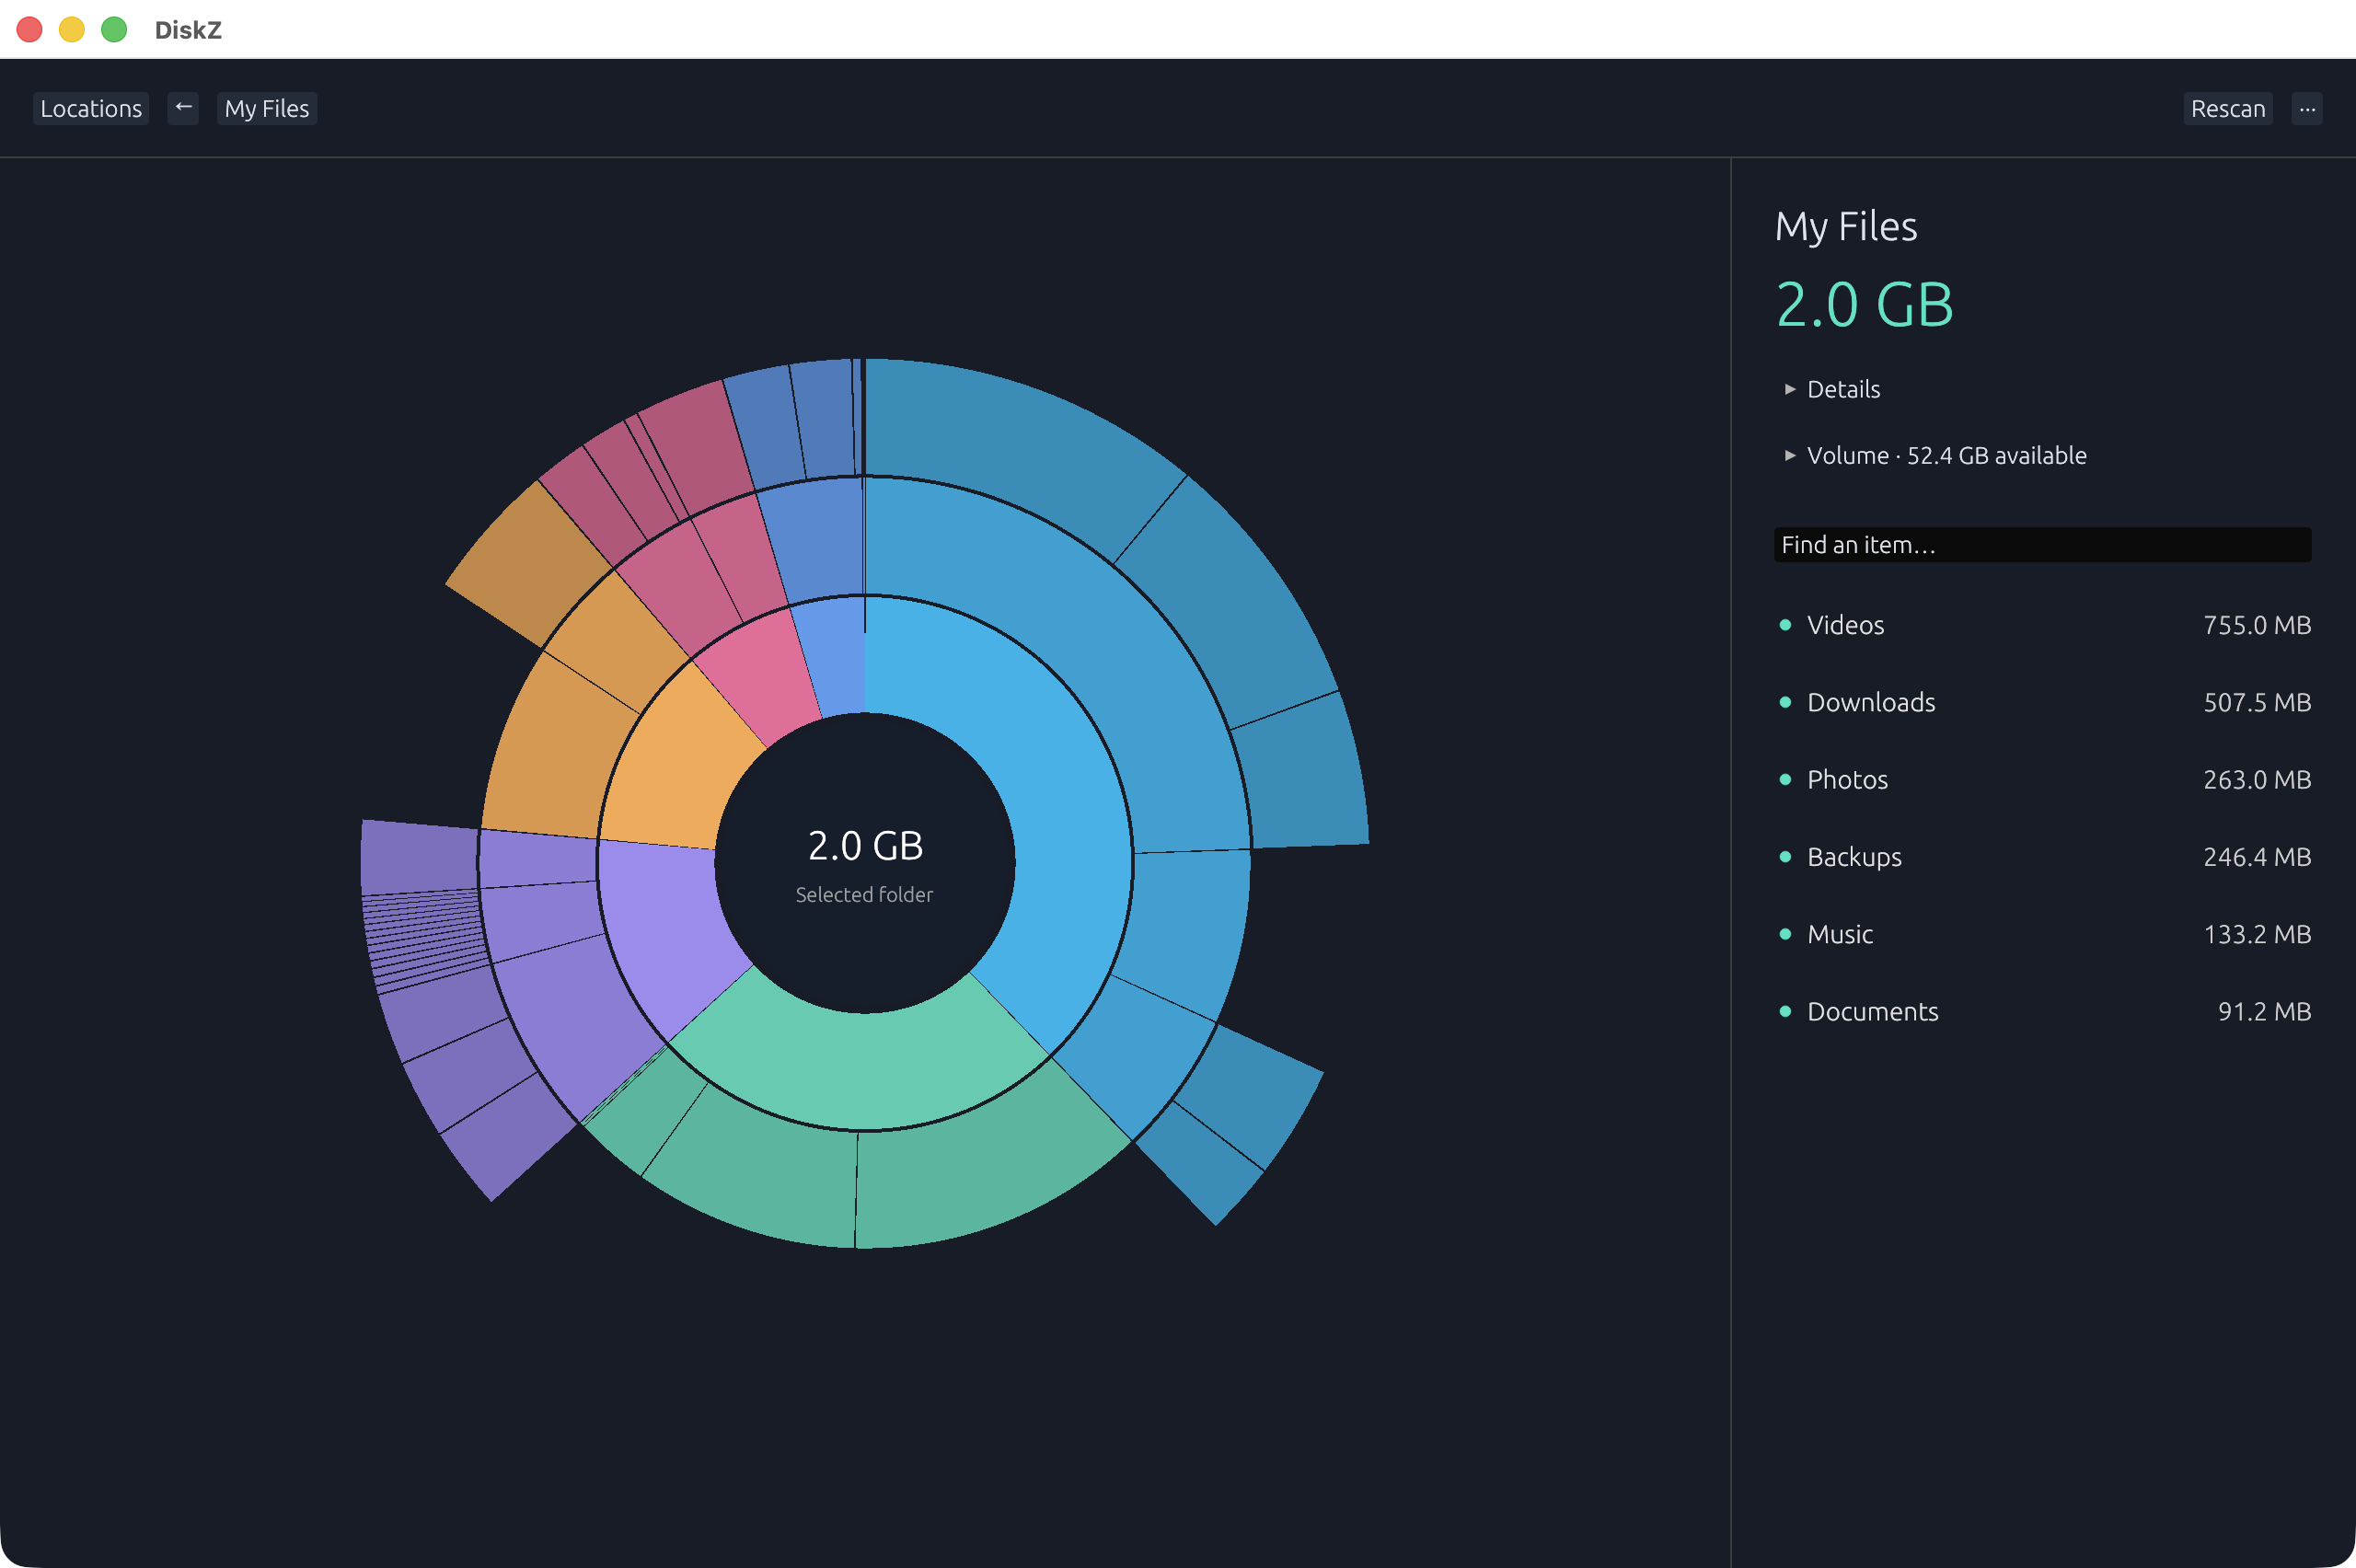 DiskZ
Locations ← My Files Rescan ...
My Files
2.0 GB
Details
Volume · 52.4 GB available
Find an item...
Videos 755.0 MB
Downloads 507.5 MB
Photos 263.0 MB
Backups 246.4 MB
Music 133.2 MB
Documents 91.2 MB
2.0 GB
Selected folder